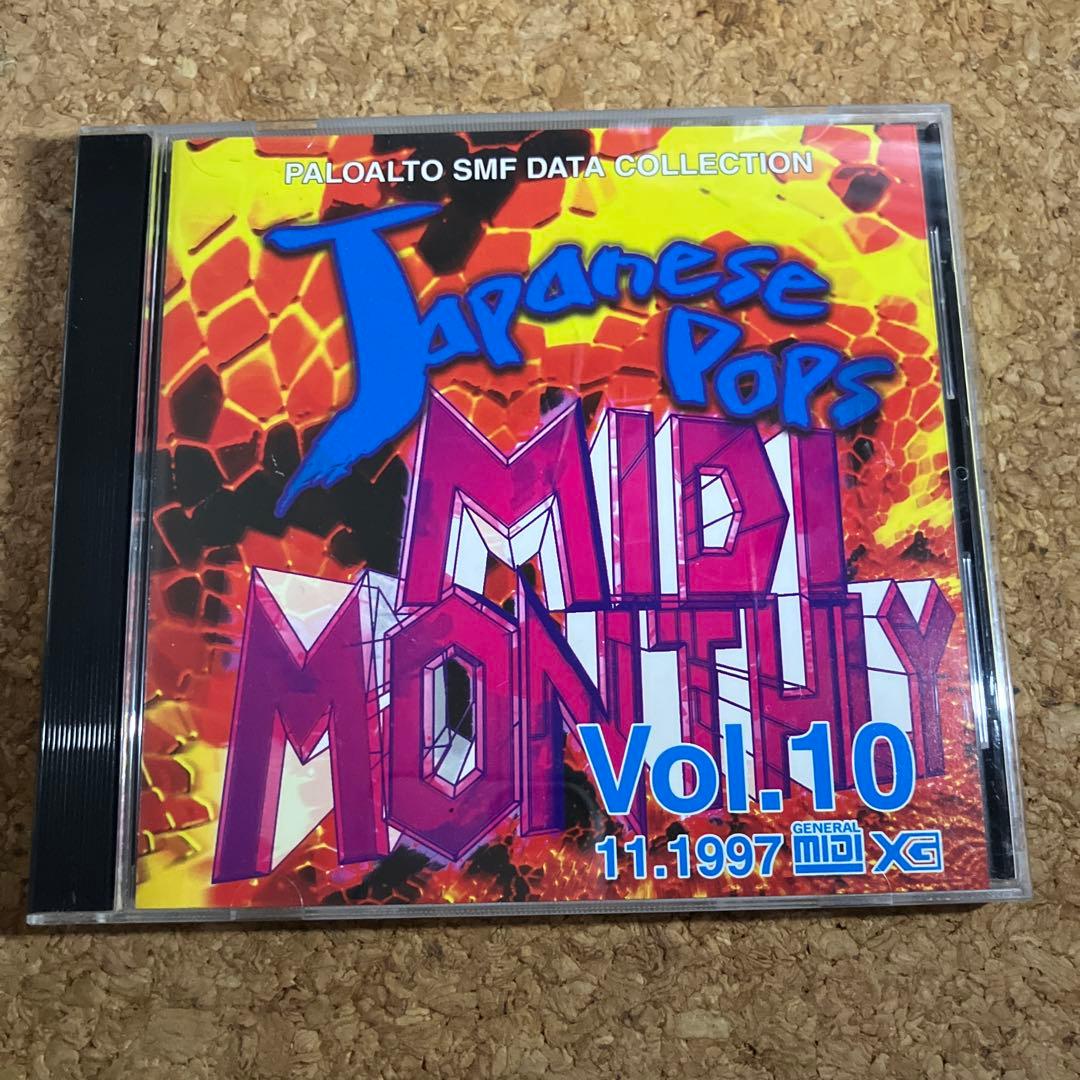 PALOALTO SMF DATA COLLECTION
Japanese
Pops
MIDI
MONTHLY
Vol.10
11.1997 GENERAL MIDI XG